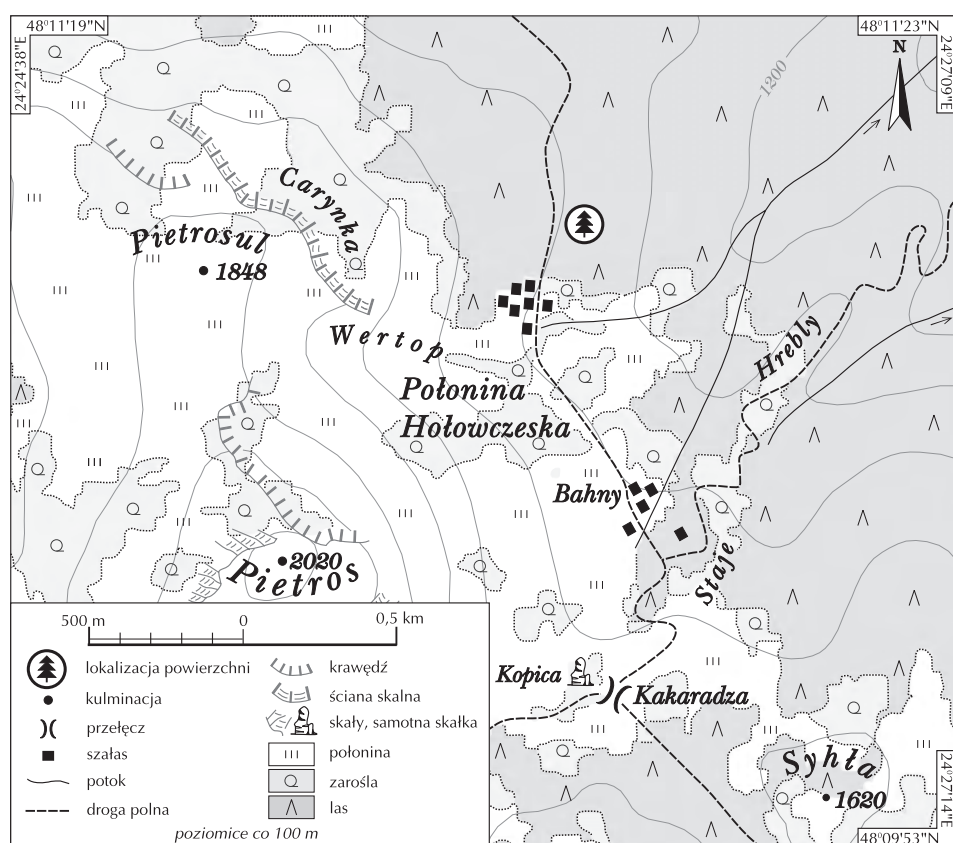 48°11'19"N
24°24'38"E
48°11'23"N
24°27'09"E
N
1200
Carynka
Pietrosul
1848
Wertop
Połonina
Hołowczeska
Hrebly
Bahny
Staje
2020
Pietros
Kopica
Kakaradza
Syhła
1620
24°27'14"E
48°09'53"N
500 m 0 0,5 km
lokalizacja powierzchni
kulminacja
przełęcz
szałas
potok
droga polna
krawędź
ściana skalna
skały, samotna skałka
połonina
zarośla
las
poziomice co 100 m